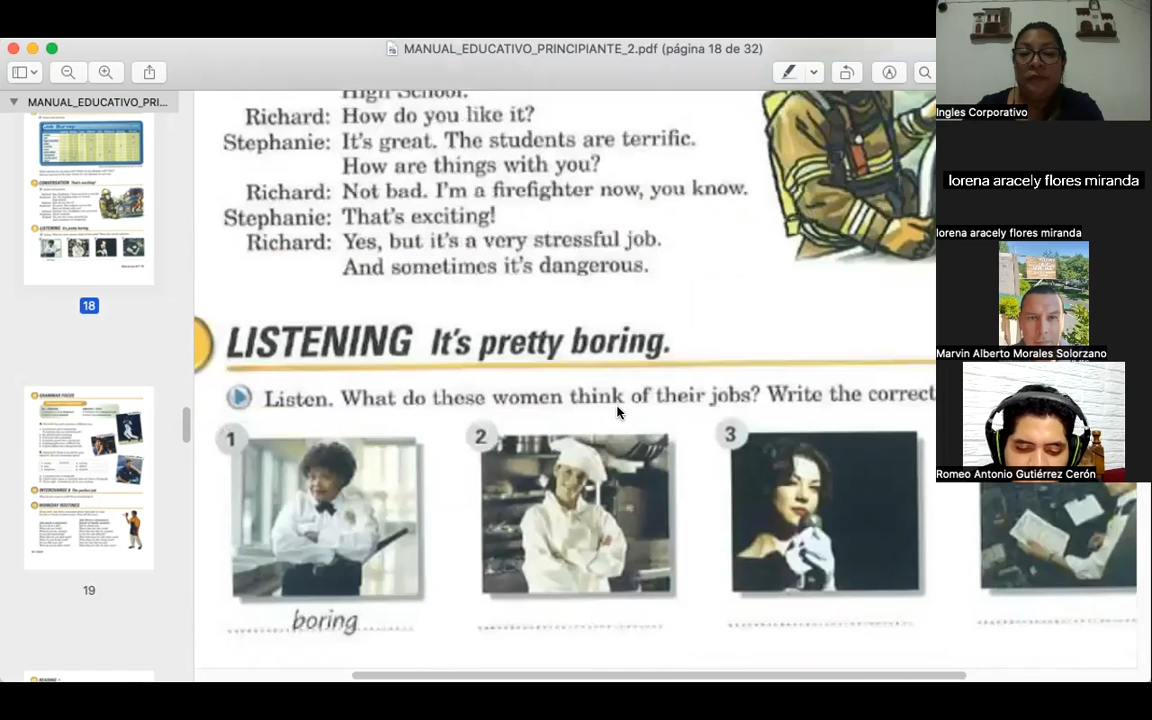 MANUAL_EDUCATIVO_PRINCIPIANTE_2.pdf (página 18 de 32)
MANUAL_EDUCATIVO_PRI...
18
19
High School.
Richard: How do you like it?
Stephanie: It's great. The students are terrific.
How are things with you?
Richard: Not bad. I'm a firefighter now, you know.
Stephanie: That's exciting!
Richard: Yes, but it's a very stressful job.
And sometimes it's dangerous.
LISTENING It's pretty boring.
Listen. What do these women think of their jobs? Write the correct
1
2
3
boring
Ingles Corporativo
lorena aracely flores miranda
lorena aracely flores miranda
Marvin Alberto Morales Solorzano
Romeo Antonio Gutiérrez Cerón